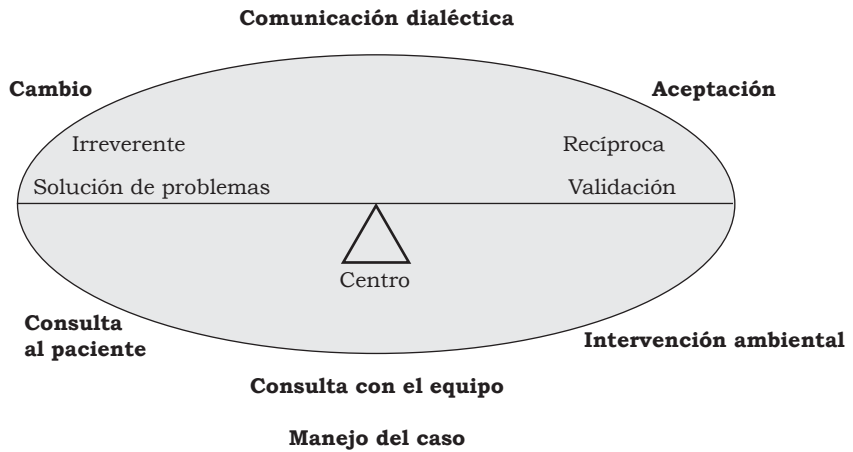 Comunicación dialéctica
Cambio
Aceptación
Irreverente
Recíproca
Solución de problemas
Validación
Centro
Consulta
al paciente
Intervención ambiental
Consulta con el equipo
Manejo del caso